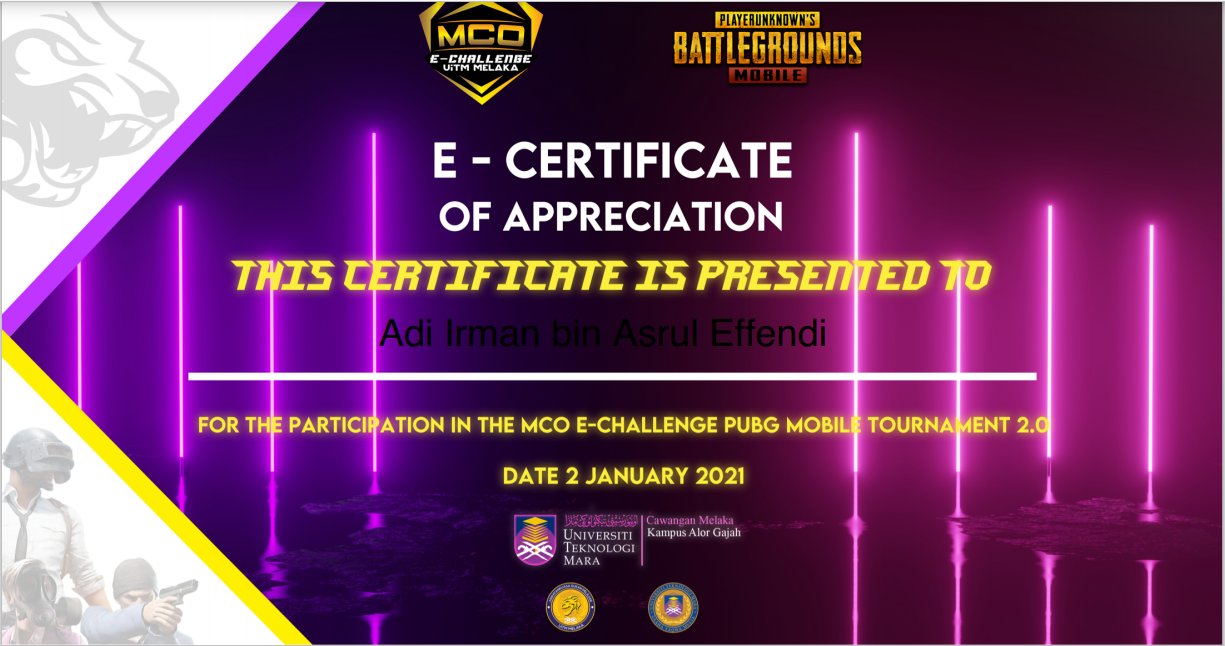 MCO
E-CHALLENGE
UiTM MELAKA
PLAYERUNKNOWN'S
BATTLEGROUNDS
MOBILE
E - CERTIFICATE
OF APPRECIATION
THIS CERTIFICATE IS PRESENTED TO
Adi Irman bin Asrul Effendi
FOR THE PARTICIPATION IN THE MCO E-CHALLENGE PUBG MOBILE TOURNAMENT 2.0
DATE 2 JANUARY 2021
UNIVERSITI
TEKNOLOGI
MARA
Cawangan Melaka
Kampus Alor Gajah
UiTM MELAKA